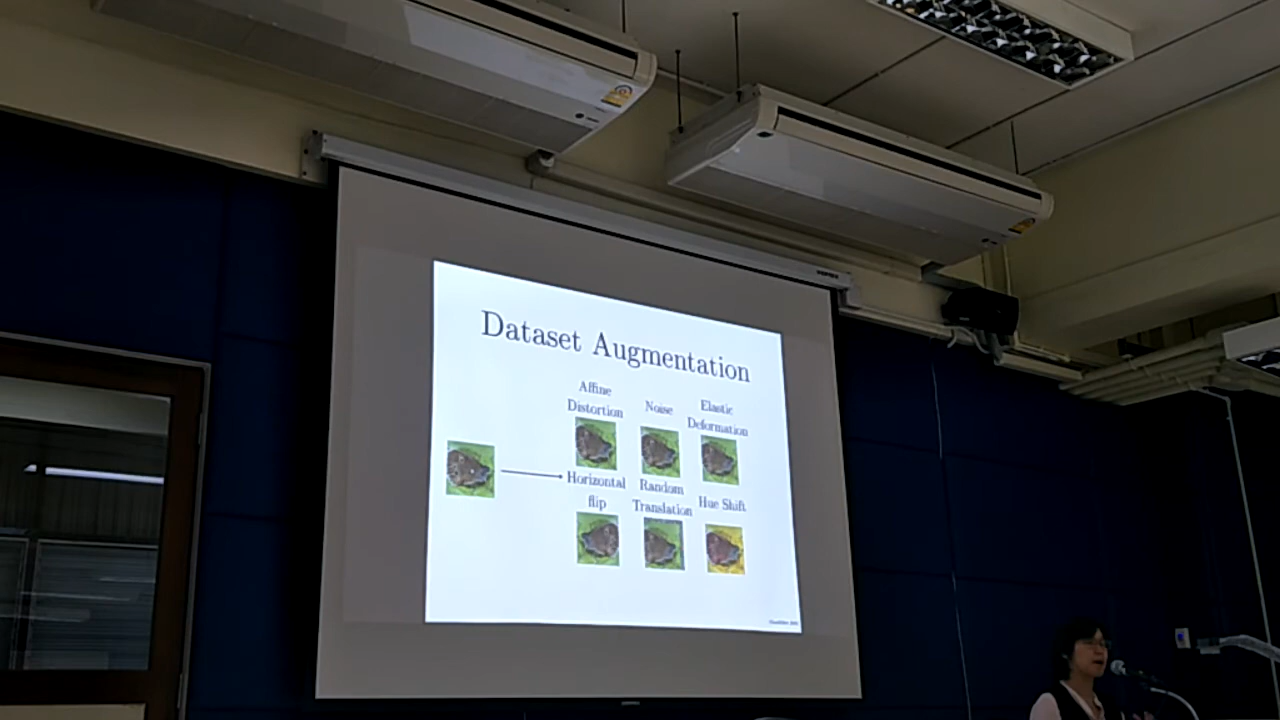 Dataset Augmentation
Affine
Distortion
Noise
Elastic
Deformation
Horizontal
flip
Random
Translation
Hue Shift